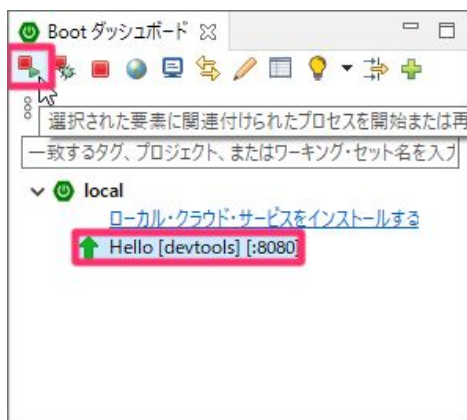 Boot ダッシュボード
選択された要素に関連付けられたプロセスを開始または再
一致するタグ、プロジェクト、またはワーキング・セット名を入力
local
ローカル・クラウド・サービスをインストールする
Hello [devtools] [:8080]